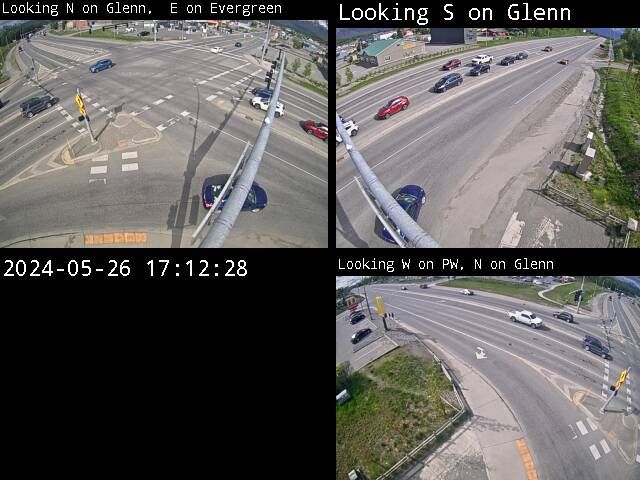 Looking N on Glenn, E on Evergreen
Looking S on Glenn
2024-05-26 17:12:28
Looking W on PW, N on Glenn